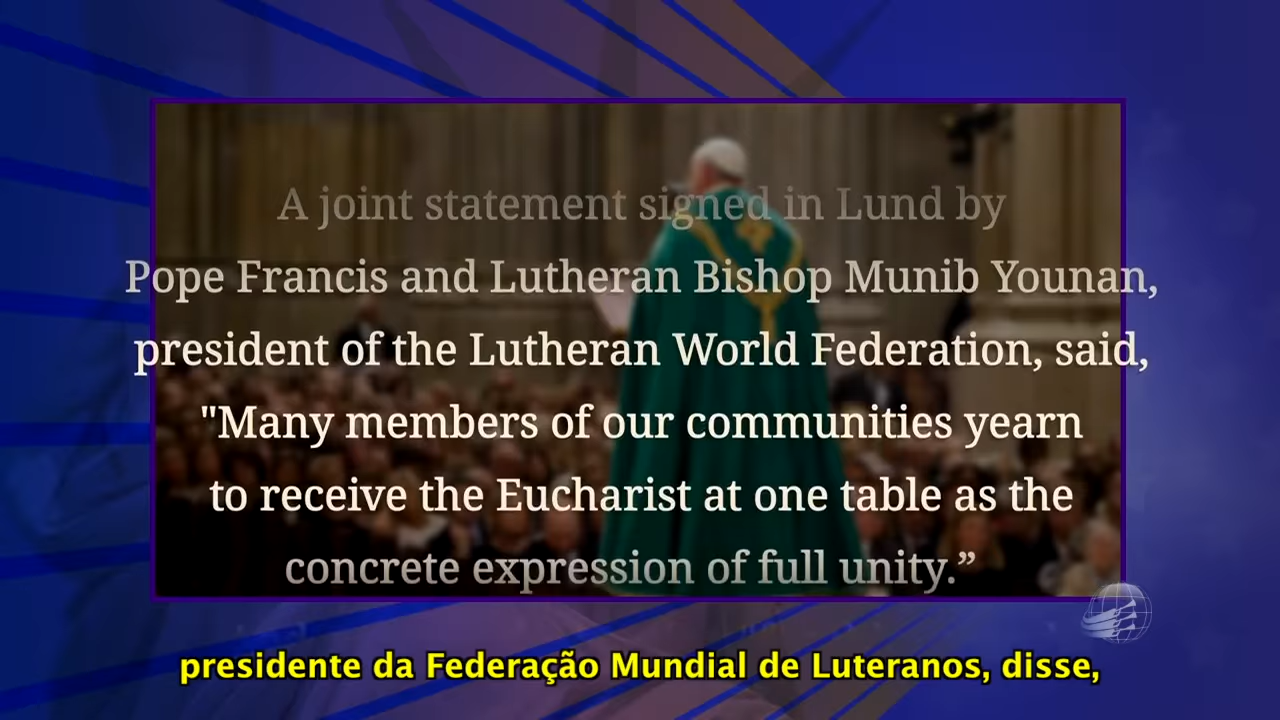 A joint statement signed in Lund by
Pope Francis and Lutheran Bishop Munib Younan,
president of the Lutheran World Federation, said,
"Many members of our communities yearn
to receive the Eucharist at one table as the
concrete expression of full unity.”
presidente da Federação Mundial de Luteranos, disse,